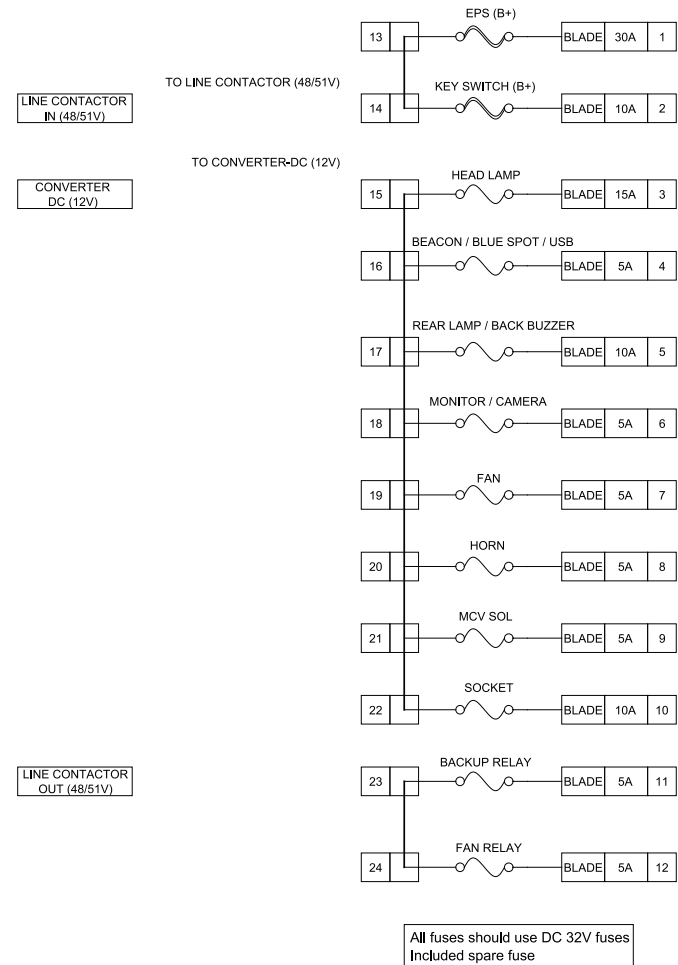 EPS (B+)
13 BLADE 30A 1
TO LINE CONTACTOR (48/51V)
KEY SWITCH (B+)
LINE CONTACTOR
IN (48/51V)
14 BLADE 10A 2
TO CONVERTER-DC (12V)
HEAD LAMP
CONVERTER
DC (12V)
15 BLADE 15A 3
BEACON / BLUE SPOT / USB
16 BLADE 5A 4
REAR LAMP / BACK BUZZER
17 BLADE 10A 5
MONITOR / CAMERA
18 BLADE 5A 6
FAN
19 BLADE 5A 7
HORN
20 BLADE 5A 8
MCV SOL
21 BLADE 5A 9
SOCKET
22 BLADE 10A 10
BACKUP RELAY
LINE CONTACTOR
OUT (48/51V)
23 BLADE 5A 11
FAN RELAY
24 BLADE 5A 12
All fuses should use DC 32V fuses
Included spare fuse